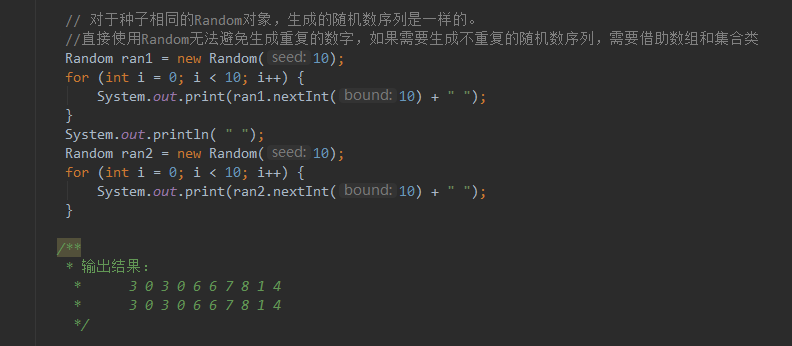 // 对于种子相同的Random对象，生成的随机数序列是一样的。
//直接使用Random无法避免生成重复的数字，如果需要生成不重复的随机数序列，需要借助数组和集合类
Random ran1 = new Random( seed: 10);
for (int i = 0; i < 10; i++) {
System.out.print(ran1.nextInt( bound: 10) + " ");
}
System.out.println( " ");
Random ran2 = new Random( seed: 10);
for (int i = 0; i < 10; i++) {
System.out.print(ran2.nextInt( bound: 10) + " ");
}
/**
* 输出结果：
* 3 0 3 0 6 6 7 8 1 4
* 3 0 3 0 6 6 7 8 1 4
*/